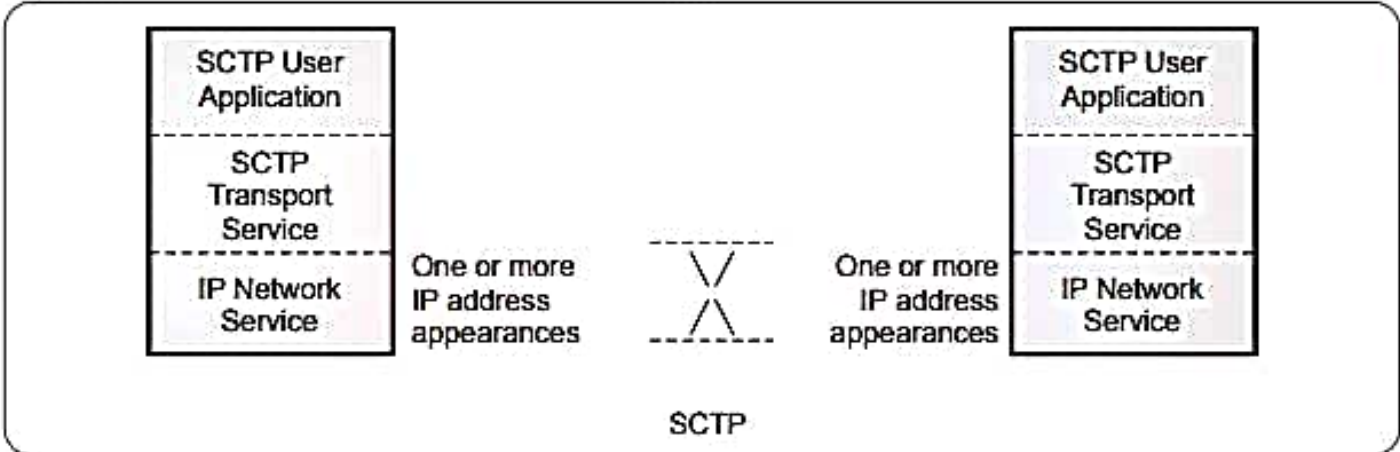 SCTP User
Application
SCTP
Transport
Service
IP Network
Service
One or more
IP address
appearances
One or more
IP address
appearances
SCTP User
Application
SCTP
Transport
Service
IP Network
Service
SCTP